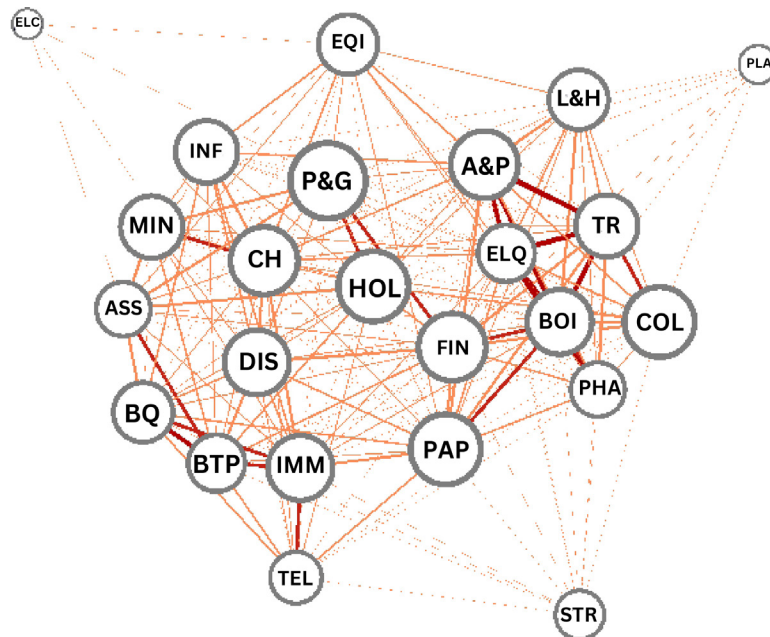 ELC
EQI
PLA
L&H
INF
P&G
A&P
MIN
TR
CH
ELQ
HOL
ASS
BOI
COL
DIS
FIN
PHA
BQ
BTP
IMM
PAP
TEL
STR